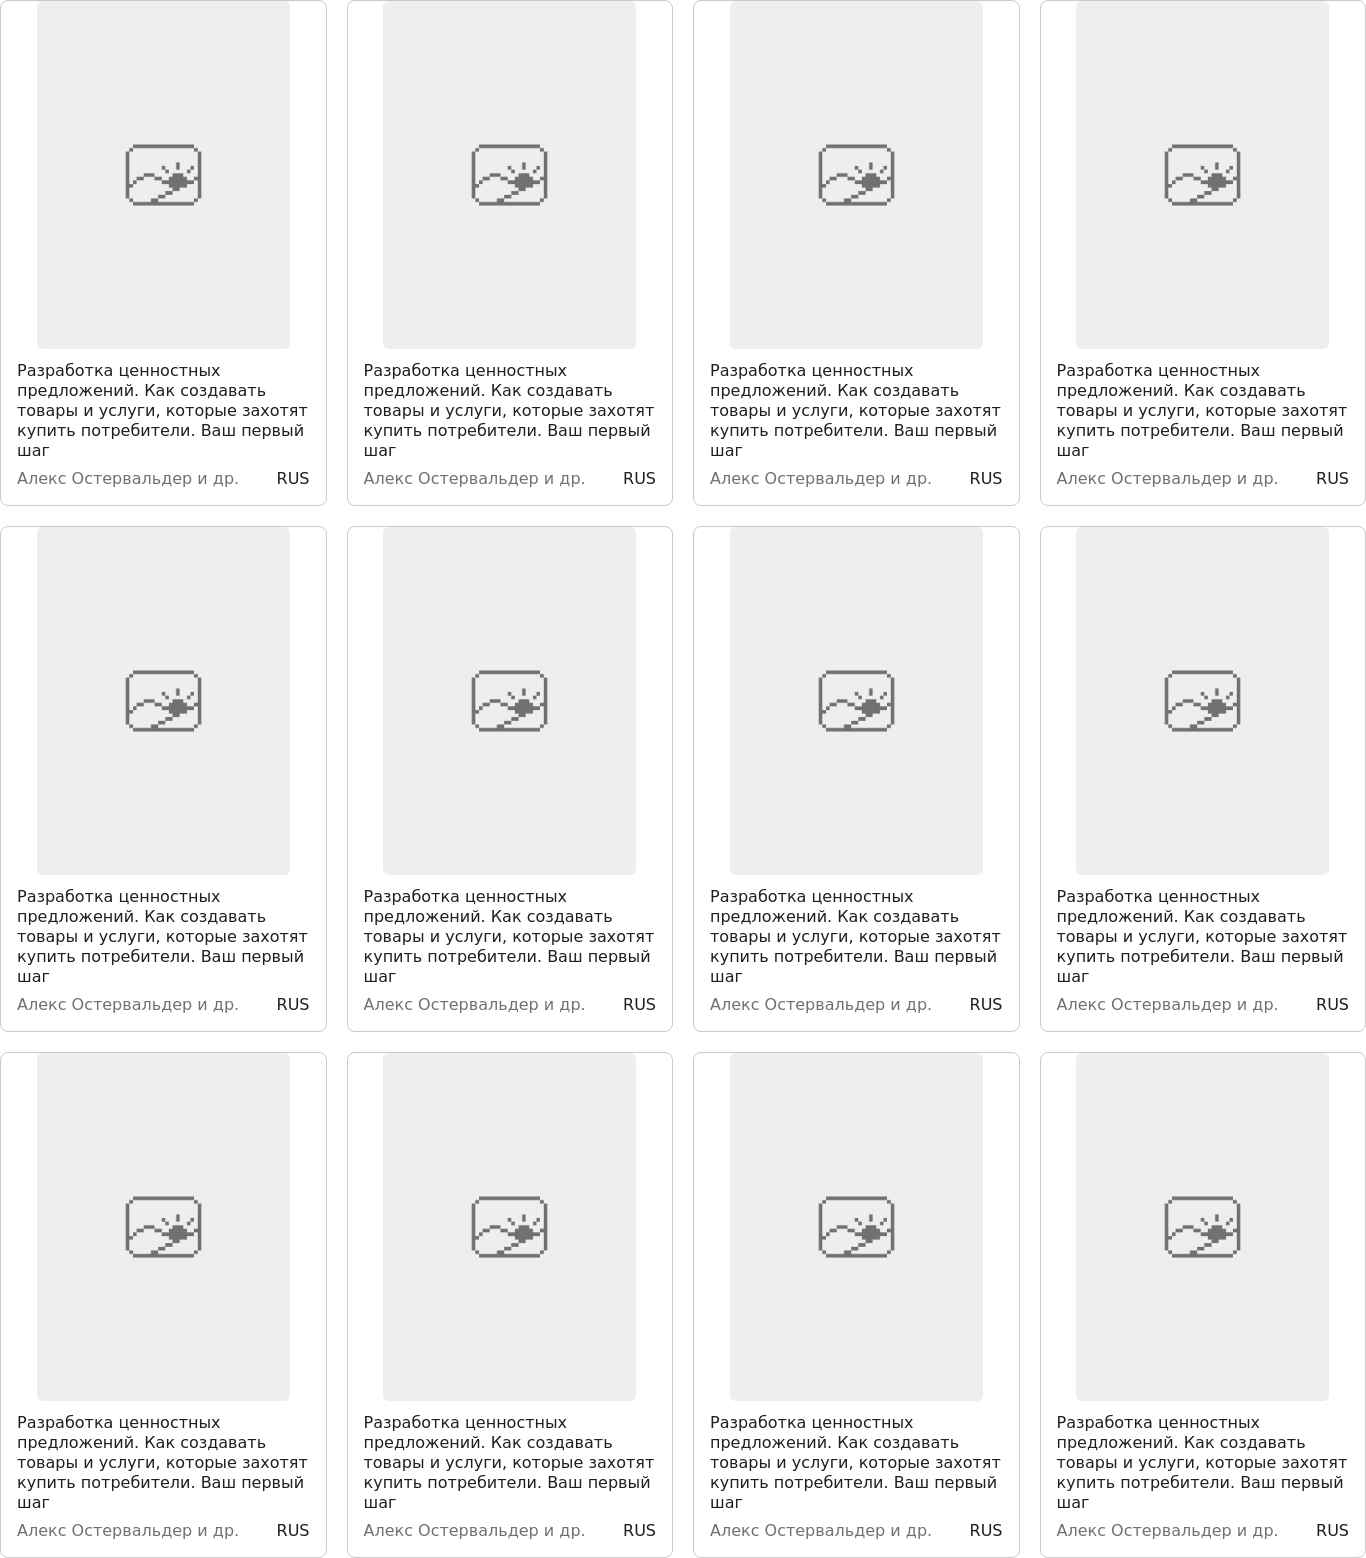 Разработка ценностных
предложений. Как создавать
товары и услуги, которые захотят
купить потребители. Ваш первый
шаг
Алекс Остервальдер и др. RUS
Разработка ценностных
предложений. Как создавать
товары и услуги, которые захотят
купить потребители. Ваш первый
шаг
Алекс Остервальдер и др. RUS
Разработка ценностных
предложений. Как создавать
товары и услуги, которые захотят
купить потребители. Ваш первый
шаг
Алекс Остервальдер и др. RUS
Разработка ценностных
предложений. Как создавать
товары и услуги, которые захотят
купить потребители. Ваш первый
шаг
Алекс Остервальдер и др. RUS
Разработка ценностных
предложений. Как создавать
товары и услуги, которые захотят
купить потребители. Ваш первый
шаг
Алекс Остервальдер и др. RUS
Разработка ценностных
предложений. Как создавать
товары и услуги, которые захотят
купить потребители. Ваш первый
шаг
Алекс Остервальдер и др. RUS
Разработка ценностных
предложений. Как создавать
товары и услуги, которые захотят
купить потребители. Ваш первый
шаг
Алекс Остервальдер и др. RUS
Разработка ценностных
предложений. Как создавать
товары и услуги, которые захотят
купить потребители. Ваш первый
шаг
Алекс Остервальдер и др. RUS
Разработка ценностных
предложений. Как создавать
товары и услуги, которые захотят
купить потребители. Ваш первый
шаг
Алекс Остервальдер и др. RUS
Разработка ценностных
предложений. Как создавать
товары и услуги, которые захотят
купить потребители. Ваш первый
шаг
Алекс Остервальдер и др. RUS
Разработка ценностных
предложений. Как создавать
товары и услуги, которые захотят
купить потребители. Ваш первый
шаг
Алекс Остервальдер и др. RUS
Разработка ценностных
предложений. Как создавать
товары и услуги, которые захотят
купить потребители. Ваш первый
шаг
Алекс Остервальдер и др. RUS